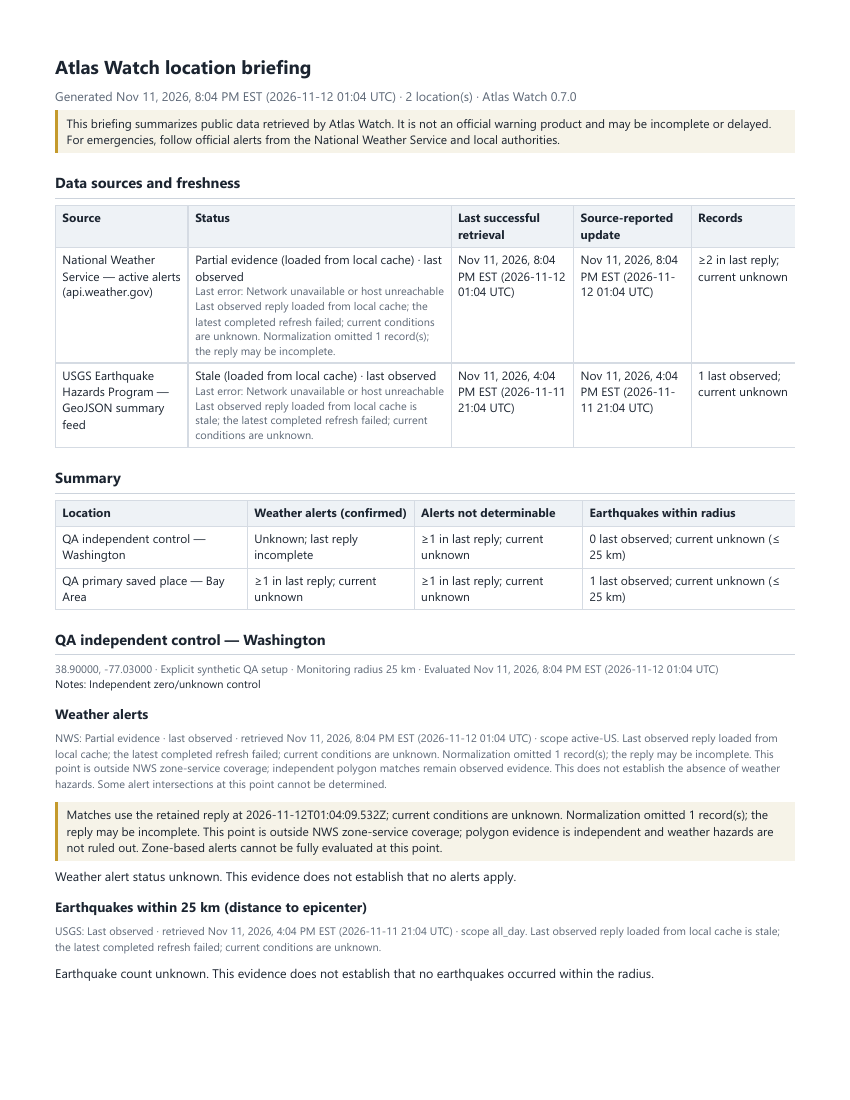 Atlas Watch location briefing
Generated Nov 11, 2026, 8:04 PM EST (2026-11-12 01:04 UTC) · 2 location(s) · Atlas Watch 0.7.0
This briefing summarizes public data retrieved by Atlas Watch. It is not an official warning product and may be incomplete or delayed.
For emergencies, follow official alerts from the National Weather Service and local authorities.
Data sources and freshness
Source
Status
Last successful
retrieval
Source-reported
update
Records
National Weather
Service — active alerts
(api.weather.gov)
Partial evidence (loaded from local cache) · last
observed
Last error: Network unavailable or host unreachable
Last observed reply loaded from local cache; the
latest completed refresh failed; current conditions
are unknown. Normalization omitted 1 record(s);
the reply may be incomplete.
Nov 11, 2026, 8:04
PM EST (2026-11-12
01:04 UTC)
Nov 11, 2026, 8:04
PM EST (2026-11-
12 01:04 UTC)
≥2 in last reply;
current unknown
USGS Earthquake
Hazards Program —
GeoJSON summary
feed
Stale (loaded from local cache) · last observed
Last error: Network unavailable or host unreachable
Last observed reply loaded from local cache is
stale; the latest completed refresh failed; current
conditions are unknown.
Nov 11, 2026, 4:04
PM EST (2026-11-11
21:04 UTC)
Nov 11, 2026, 4:04
PM EST (2026-11-
11 21:04 UTC)
1 last observed;
current unknown
Summary
Location
Weather alerts (confirmed)
Alerts not determinable
Earthquakes within radius
QA independent control —
Washington
Unknown; last reply
incomplete
≥1 in last reply; current
unknown
0 last observed; current unknown (≤
25 km)
QA primary saved place — Bay
Area
≥1 in last reply; current
unknown
≥1 in last reply; current
unknown
1 last observed; current unknown (≤
25 km)
QA independent control — Washington
38.90000, -77.03000 · Explicit synthetic QA setup · Monitoring radius 25 km · Evaluated Nov 11, 2026, 8:04 PM EST (2026-11-12 01:04 UTC)
Notes: Independent zero/unknown control
Weather alerts
NWS: Partial evidence · last observed · retrieved Nov 11, 2026, 8:04 PM EST (2026-11-12 01:04 UTC) · scope active-US. Last observed reply loaded from
local cache; the latest completed refresh failed; current conditions are unknown. Normalization omitted 1 record(s); the reply may be incomplete. This
point is outside NWS zone-service coverage; independent polygon matches remain observed evidence. This does not establish the absence of weather
hazards. Some alert intersections at this point cannot be determined.
Matches use the retained reply at 2026-11-12T01:04:09.532Z; current conditions are unknown. Normalization omitted 1 record(s); the
reply may be incomplete. This point is outside NWS zone-service coverage; polygon evidence is independent and weather hazards are
not ruled out. Zone-based alerts cannot be fully evaluated at this point.
Weather alert status unknown. This evidence does not establish that no alerts apply.
Earthquakes within 25 km (distance to epicenter)
USGS: Last observed · retrieved Nov 11, 2026, 4:04 PM EST (2026-11-11 21:04 UTC) · scope all_day. Last observed reply loaded from local cache is stale;
the latest completed refresh failed; current conditions are unknown.
Earthquake count unknown. This evidence does not establish that no earthquakes occurred within the radius.